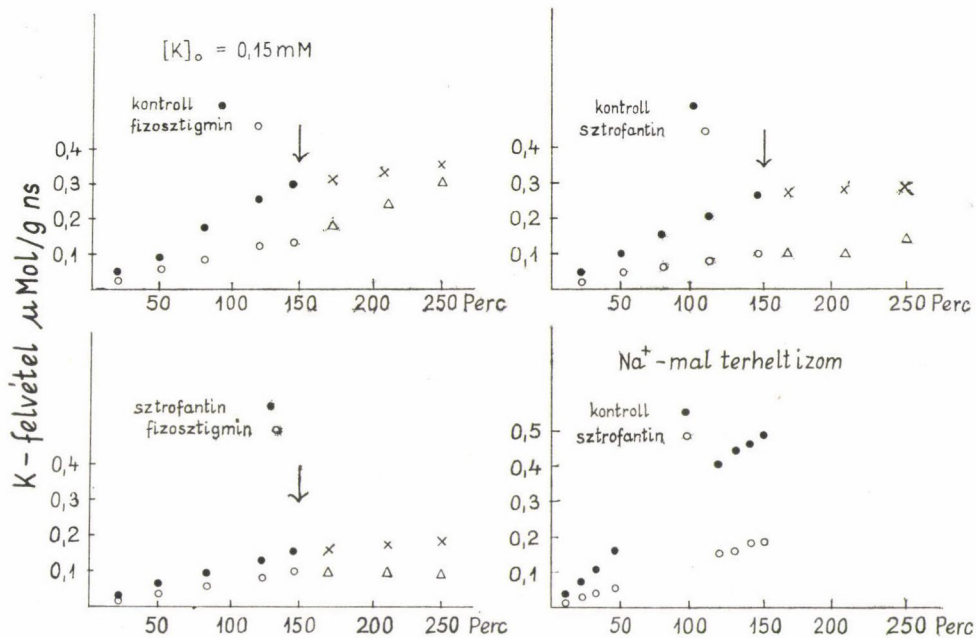 K-felvétel µMol/g ns
[K]₀ = 0,15 mM
kontroll
fizosztigmin
0,4
0,3
0,2
0,1
50 100 150 200 250 Perc
kontroll
sztrofantin
0,4
0,3
0,2
0,1
50 100 150 200 250 Perc
sztrofantin
fizosztigmin
0,4
0,3
0,2
0,1
50 100 150 200 250 Perc
Na⁺-mal terhelt izom
kontroll
sztrofantin
0,5
0,4
0,3
0,2
0,1
50 100 150 200 250 Perc